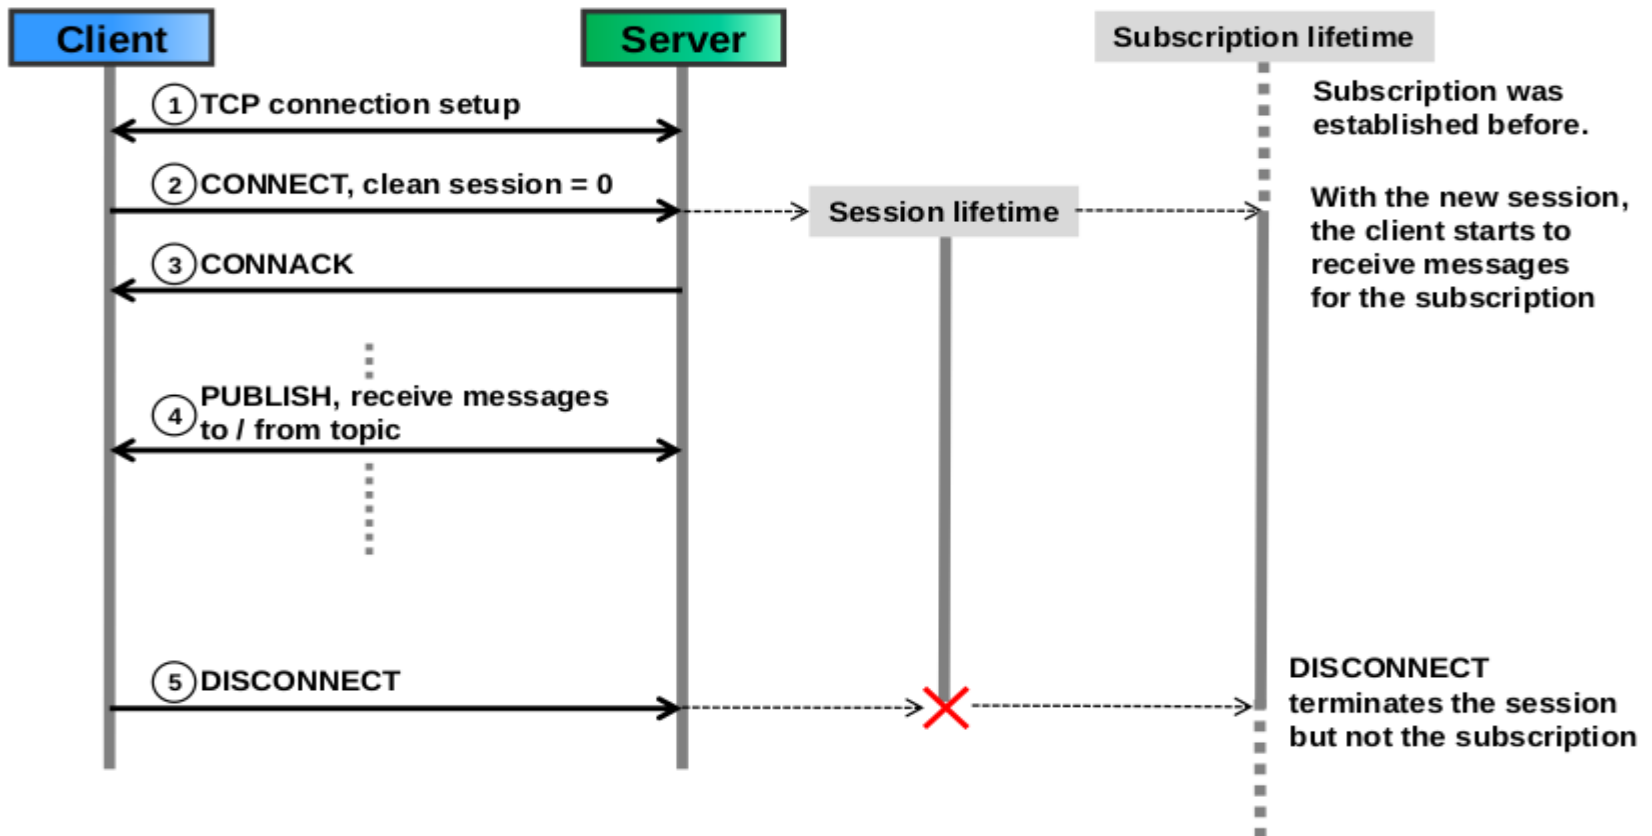 Client
Server
Subscription lifetime
Subscription was
established before.
1 TCP connection setup
2 CONNECT, clean session = 0
Session lifetime
With the new session,
the client starts to
receive messages
for the subscription
3 CONNACK
4 PUBLISH, receive messages
to / from topic
5 DISCONNECT
DISCONNECT
terminates the session
but not the subscription